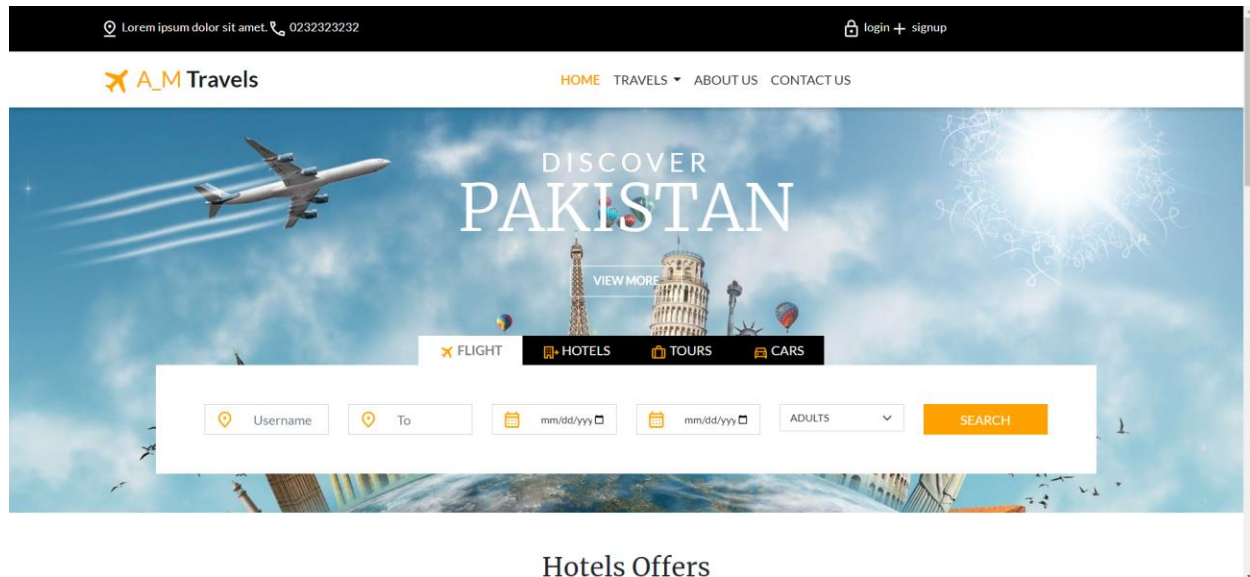 Lorem ipsum dolor sit amet. 0232323232 login + signup
A_M Travels HOME TRAVELS ABOUT US CONTACT US
DISCOVER
PAKISTAN
VIEW MORE
FLIGHT HOTELS TOURS CARS
Username To mm/dd/yyy mm/dd/yyy ADULTS SEARCH
Hotels Offers